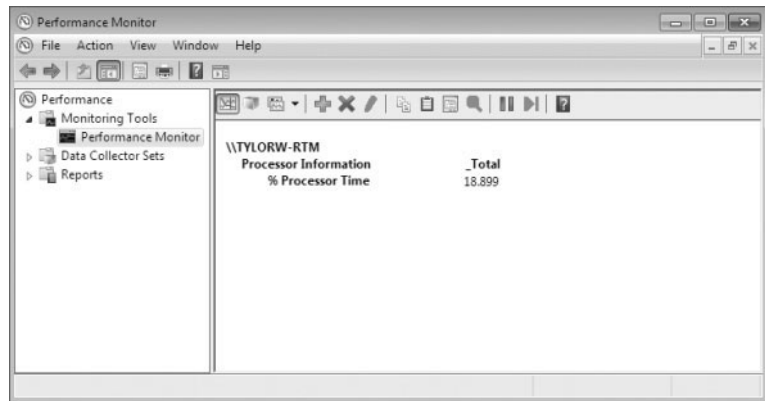 Performance Monitor
File Action View Window Help
Performance
Monitoring Tools
Performance Monitor
Data Collector Sets
Reports
\\TYLORW-RTM
Processor Information _Total
% Processor Time 18.899